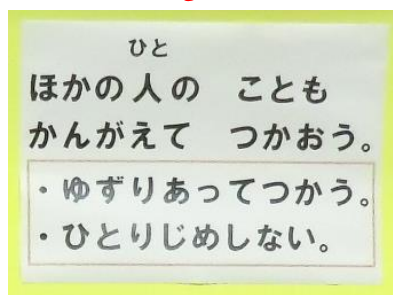 ひと
ほかの人の　ことも
かんがえて　つかおう。
・ゆずりあってつかう。
・ひとりじめしない。